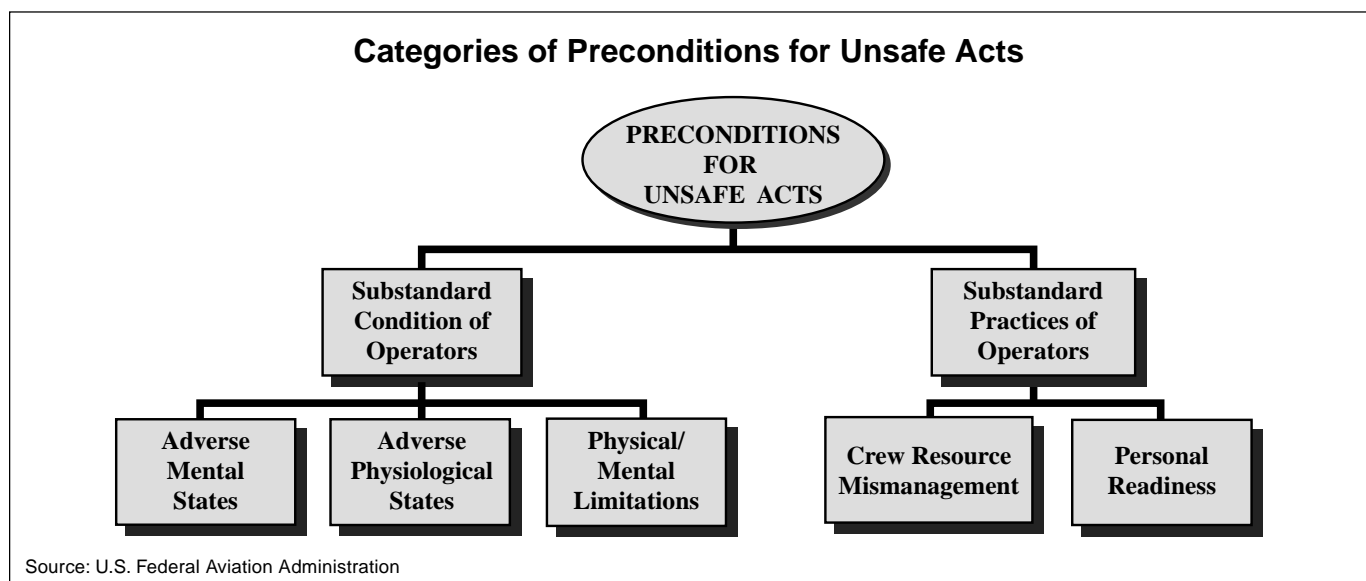 Categories of Preconditions for Unsafe Acts
PRECONDITIONS
FOR
UNSAFE ACTS
Substandard
Condition of
Operators
Substandard
Practices of
Operators
Adverse
Mental
States
Adverse
Physiological
States
Physical/
Mental
Limitations
Crew Resource
Mismanagement
Personal
Readiness
Source: U.S. Federal Aviation Administration